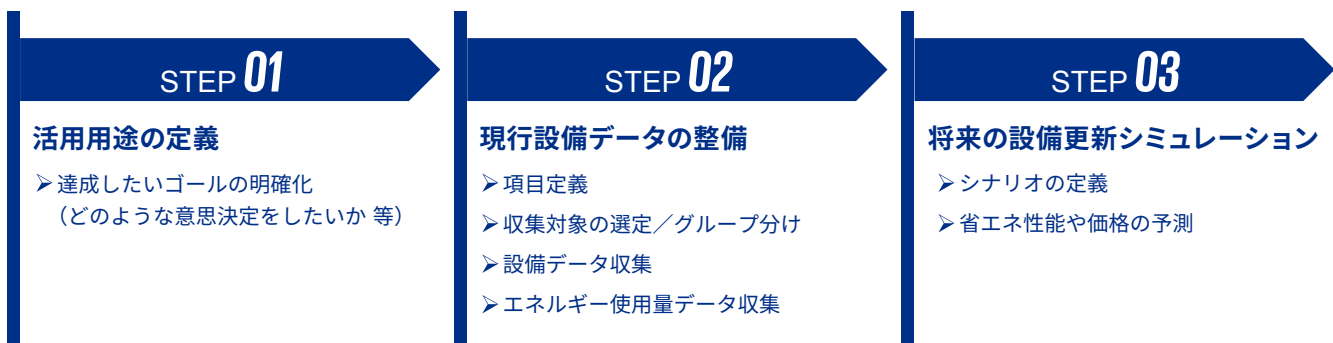 STEP 01
活用用途の定義
➢達成したいゴールの明確化
（どのような意思決定をしたいか 等）
STEP 02
現行設備データの整備
➢項目定義
➢収集対象の選定／グループ分け
➢設備データ収集
➢エネルギー使用量データ収集
STEP 03
将来の設備更新シミュレーション
➢シナリオの定義
➢省エネ性能や価格の予測